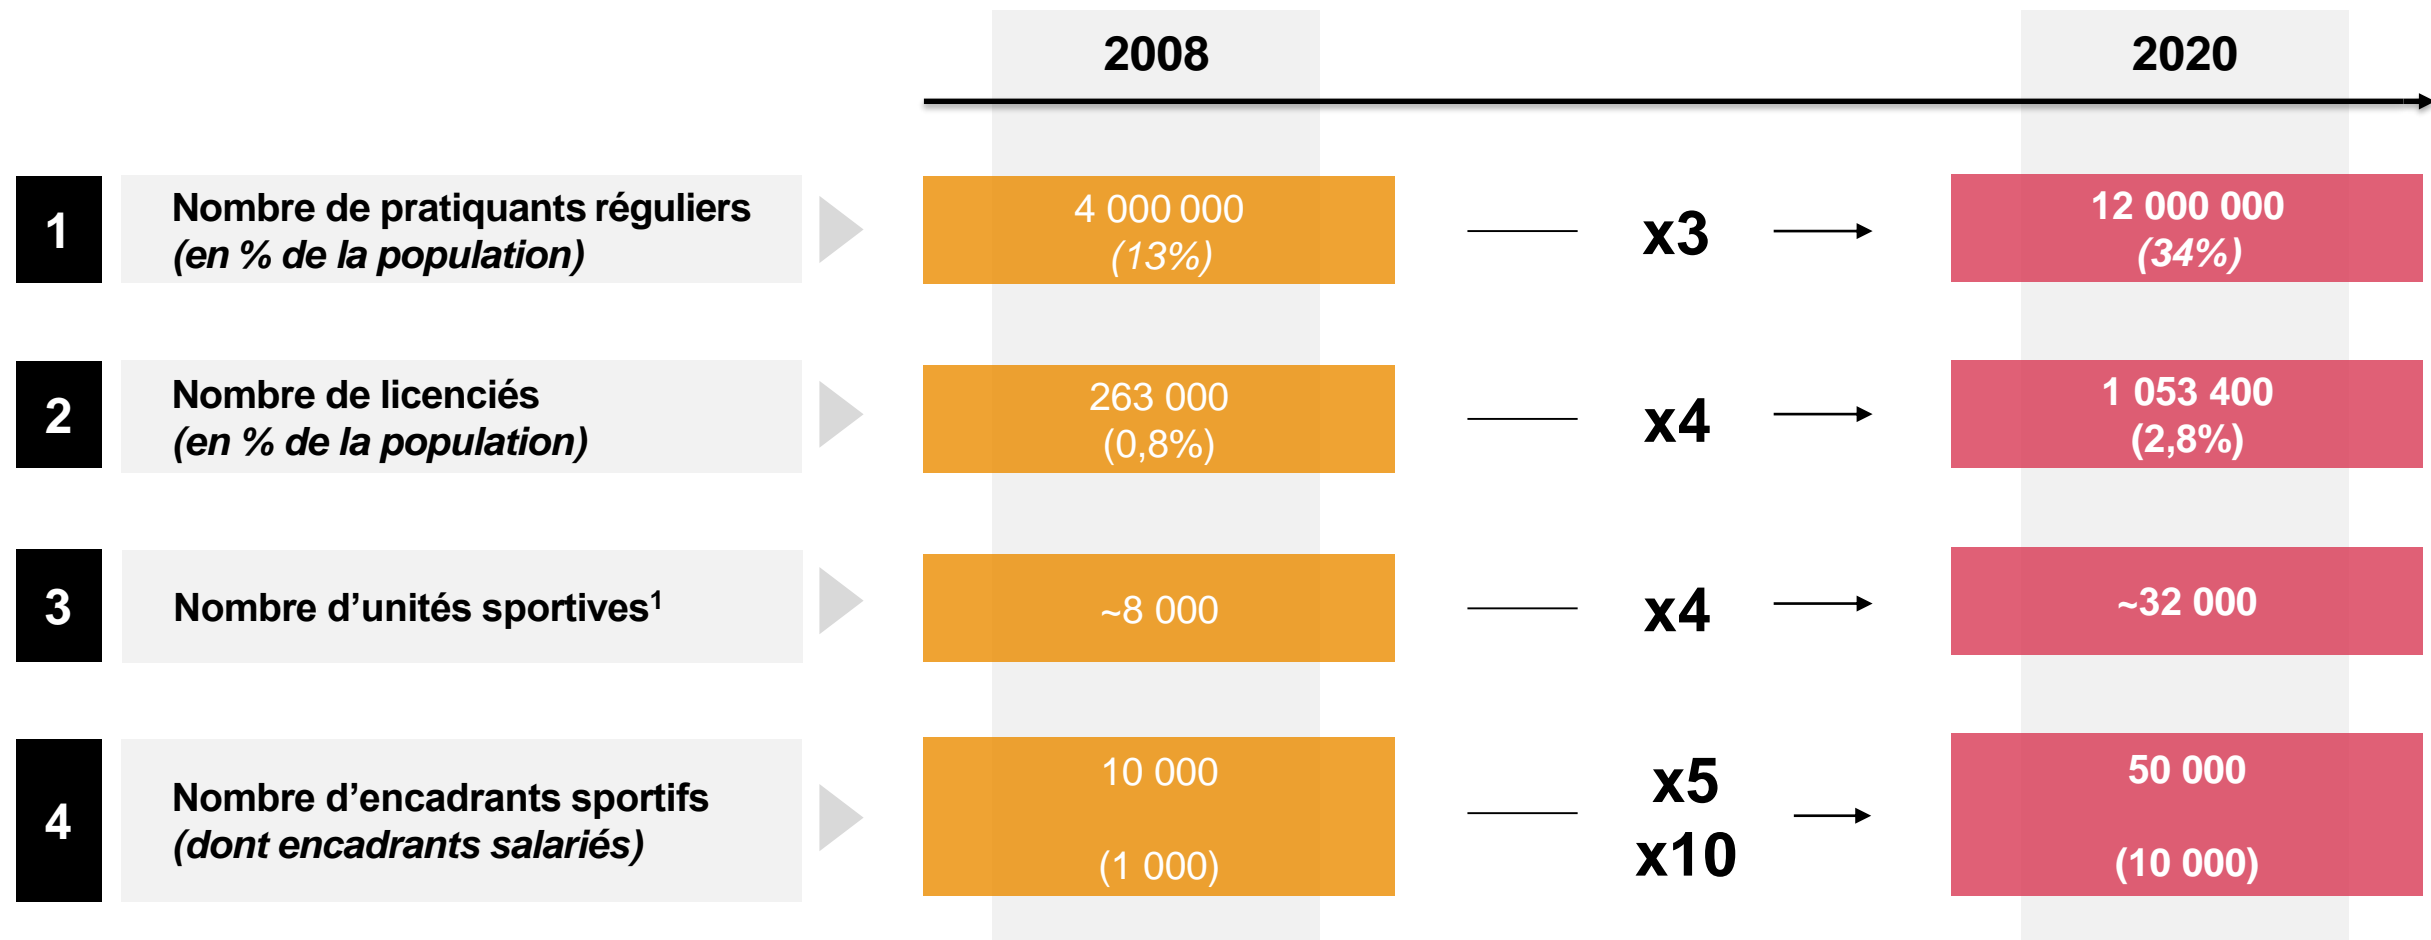 2008
2020
1
Nombre de pratiquants réguliers
(en % de la population)
4 000 000
(13%)
x3
12 000 000
(34%)
2
Nombre de licenciés
(en % de la population)
263 000
(0,8%)
x4
1 053 400
(2,8%)
3
Nombre d’unités sportives¹
~8 000
x4
~32 000
4
Nombre d’encadrants sportifs
(dont encadrants salariés)
10 000
(1 000)
x5
x10
50 000
(10 000)